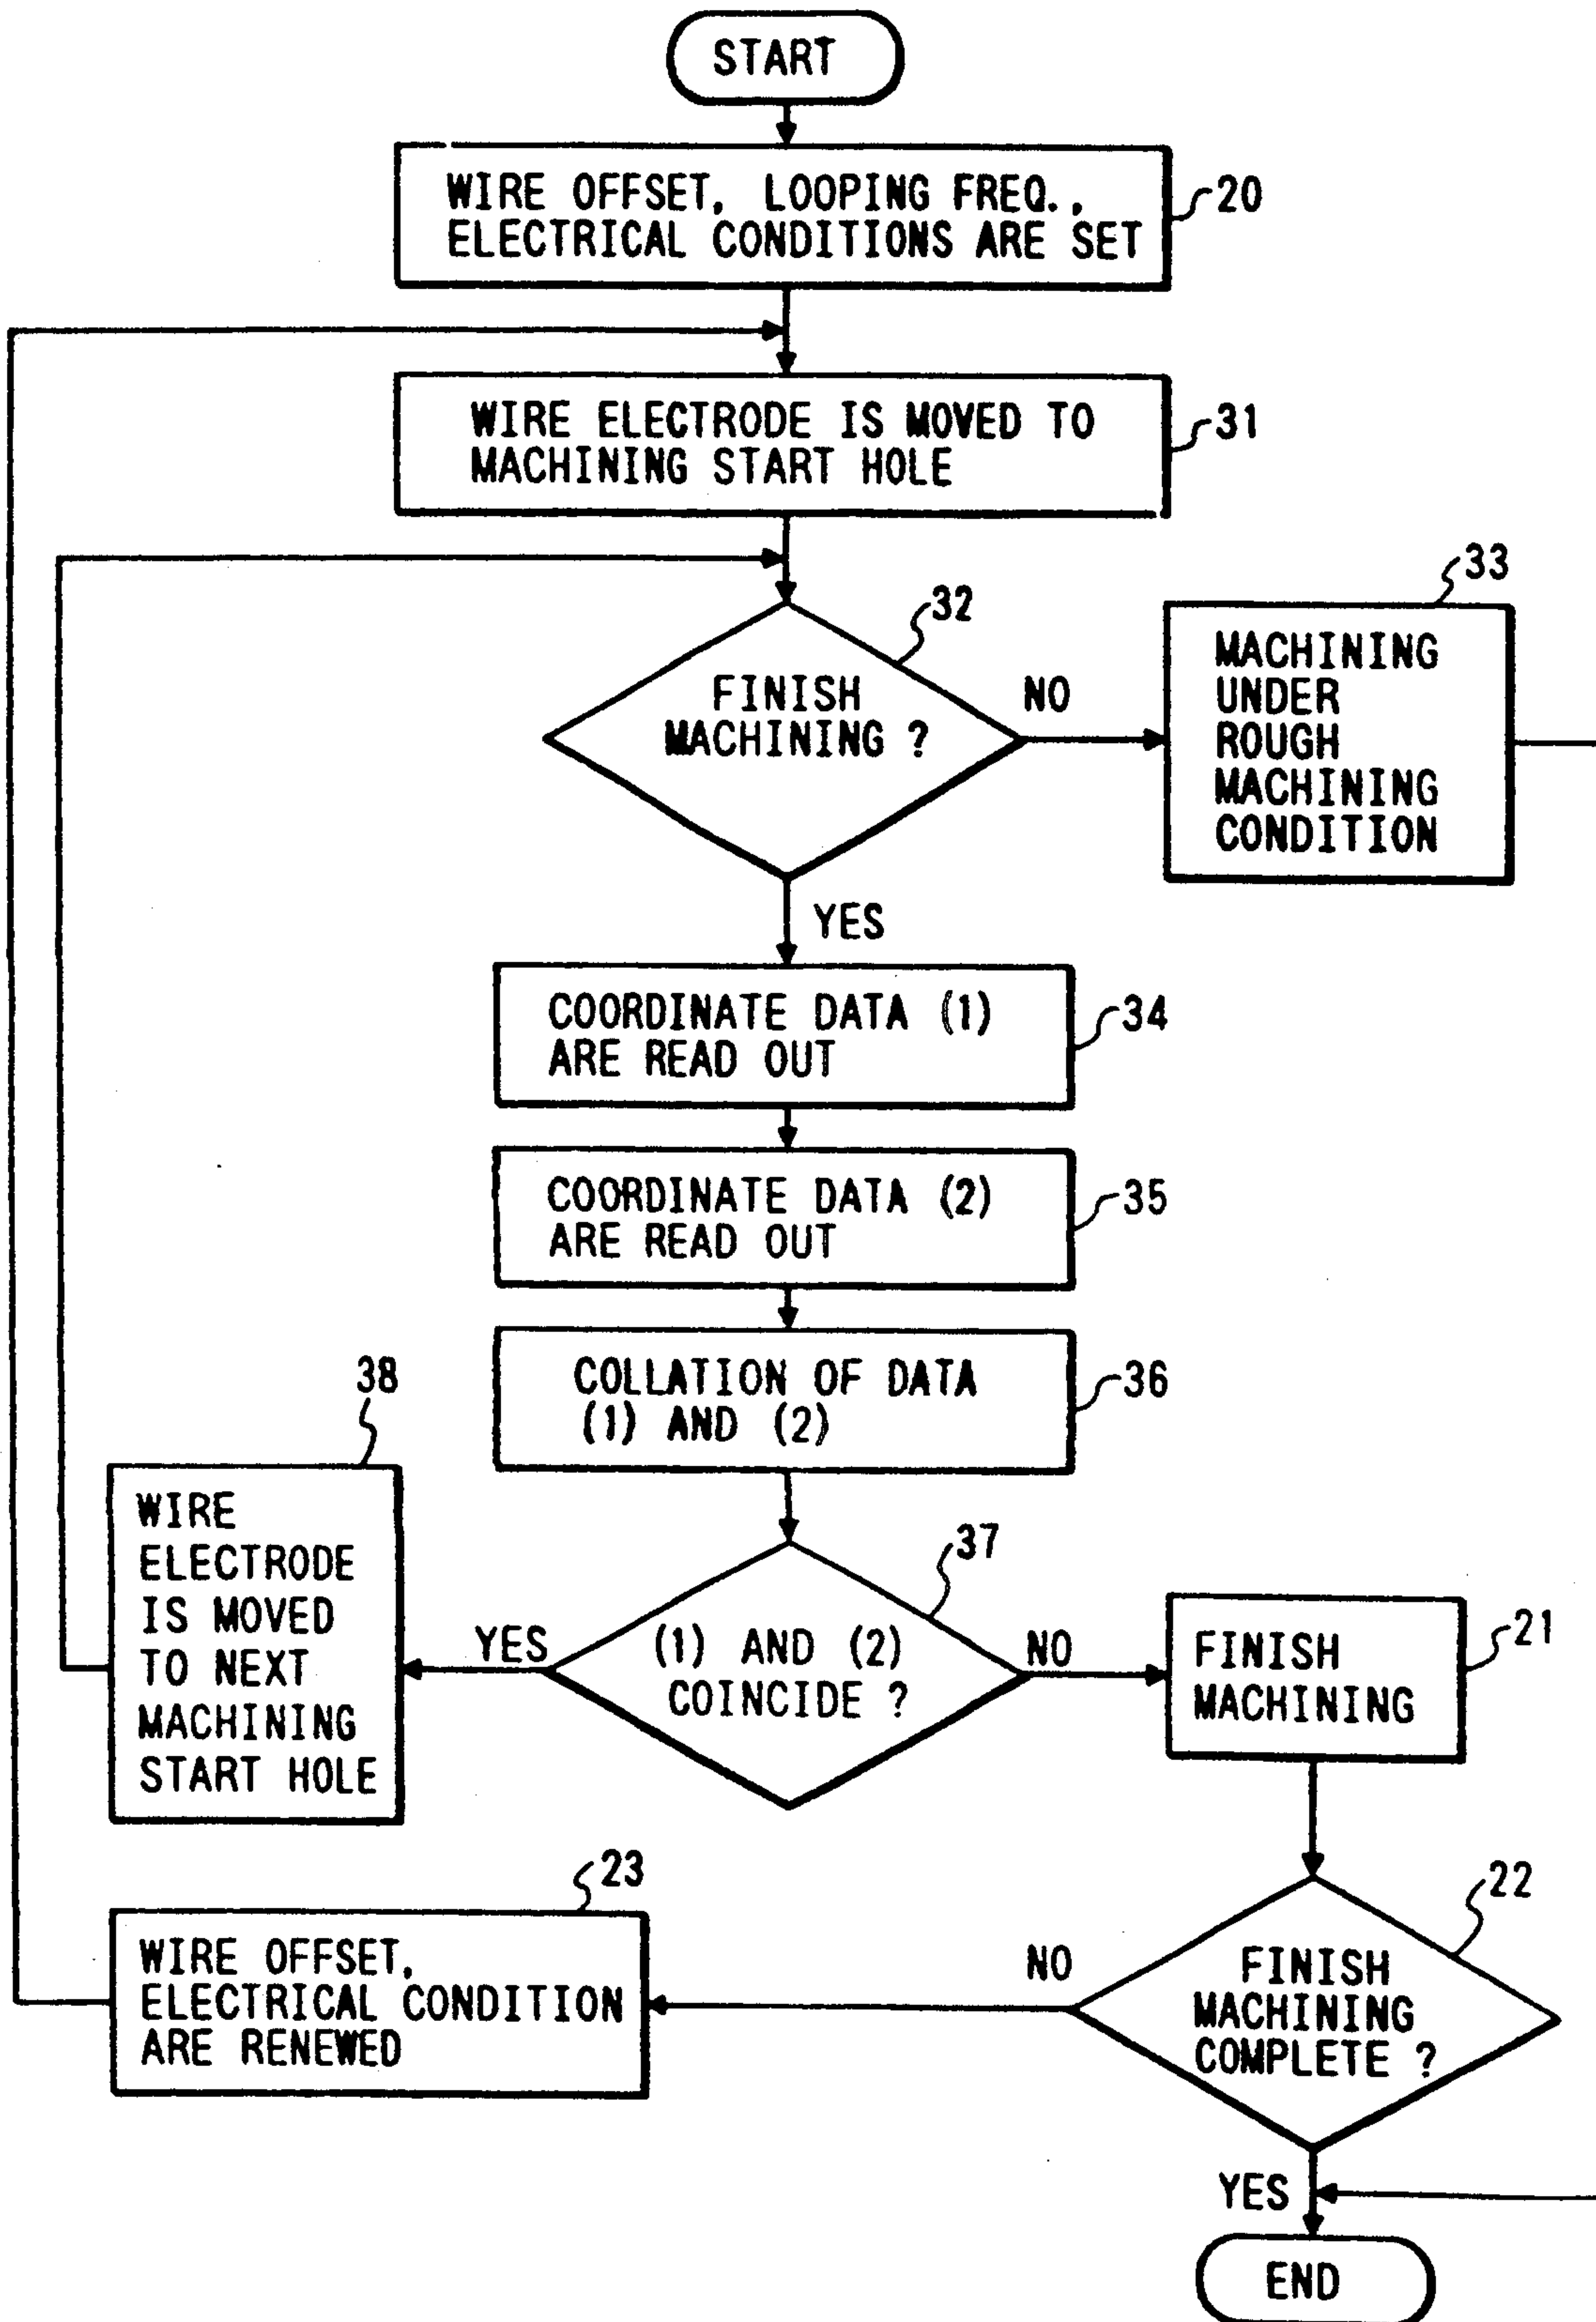 START
WIRE OFFSET, LOOPING FREQ.,
ELECTRICAL CONDITIONS ARE SET
20
WIRE ELECTRODE IS MOVED TO
MACHINING START HOLE
31
32
FINISH
MACHINING ?
NO
33
MACHINING
UNDER
ROUGH
MACHINING
CONDITION
YES
COORDINATE DATA (1)
ARE READ OUT
34
COORDINATE DATA (2)
ARE READ OUT
35
COLLATION OF DATA
(1) AND (2)
36
38
WIRE
ELECTRODE
IS MOVED
TO NEXT
MACHINING
START HOLE
YES
37
(1) AND (2)
COINCIDE ?
NO
FINISH
MACHINING
21
23
WIRE OFFSET,
ELECTRICAL CONDITION
ARE RENEWED
NO
22
FINISH
MACHINING
COMPLETE ?
YES
END